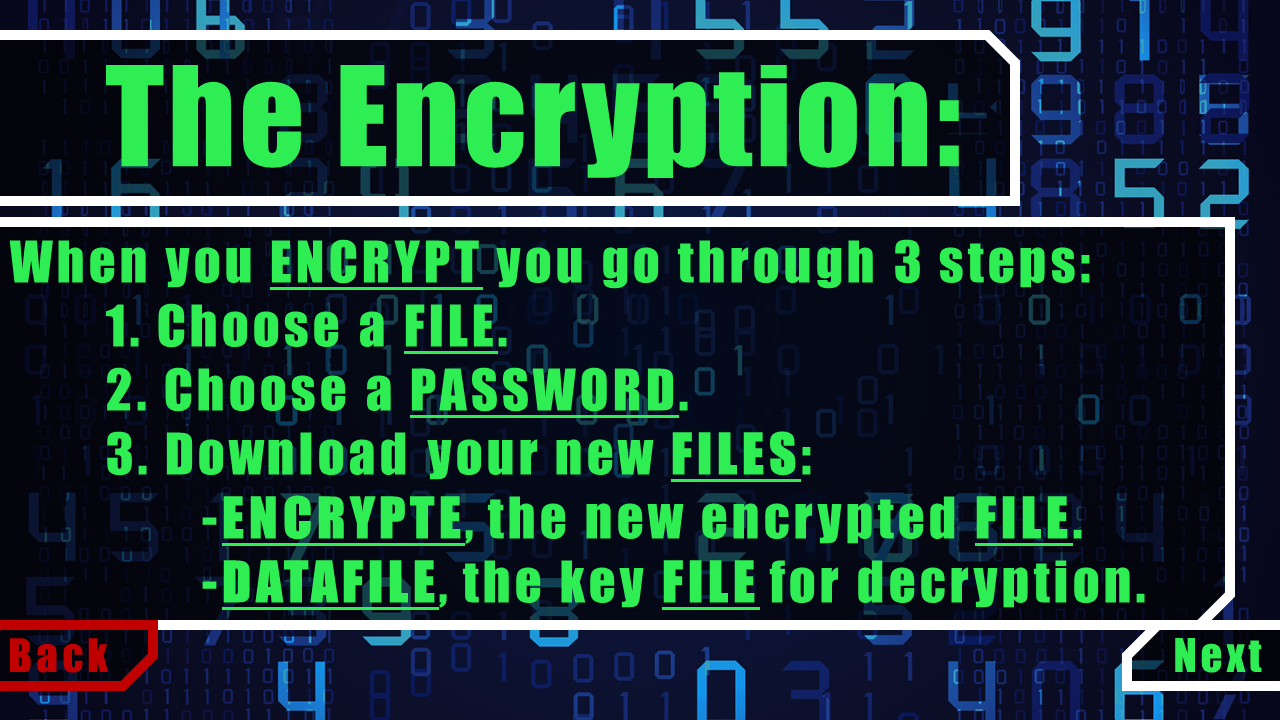 The Encryption:
When you ENCRYPT you go through 3 steps:
1. Choose a FILE.
2. Choose a PASSWORD.
3. Download your new FILES:
-ENCRYPTE, the new encrypted FILE.
-DATAFILE, the key FILE for decryption.
Back
Next